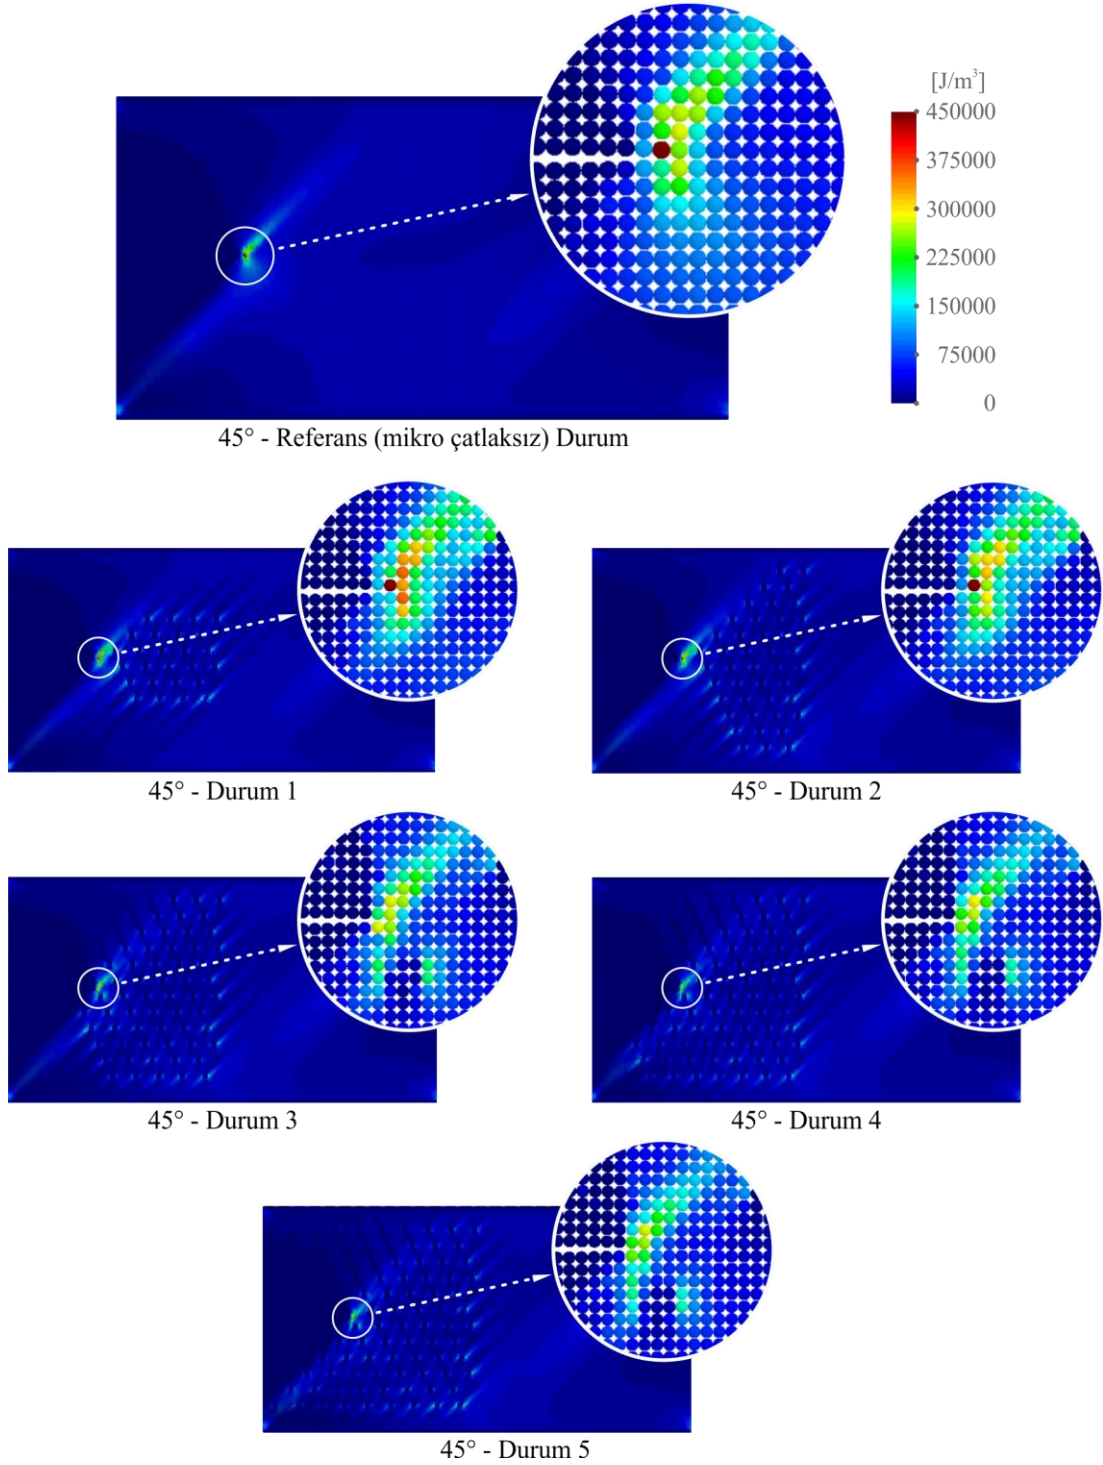 [J/m³]
450000
375000
300000
225000
150000
75000
0
45° - Referans (mikro çatlaksız) Durum
45° - Durum 1
45° - Durum 2
45° - Durum 3
45° - Durum 4
45° - Durum 5